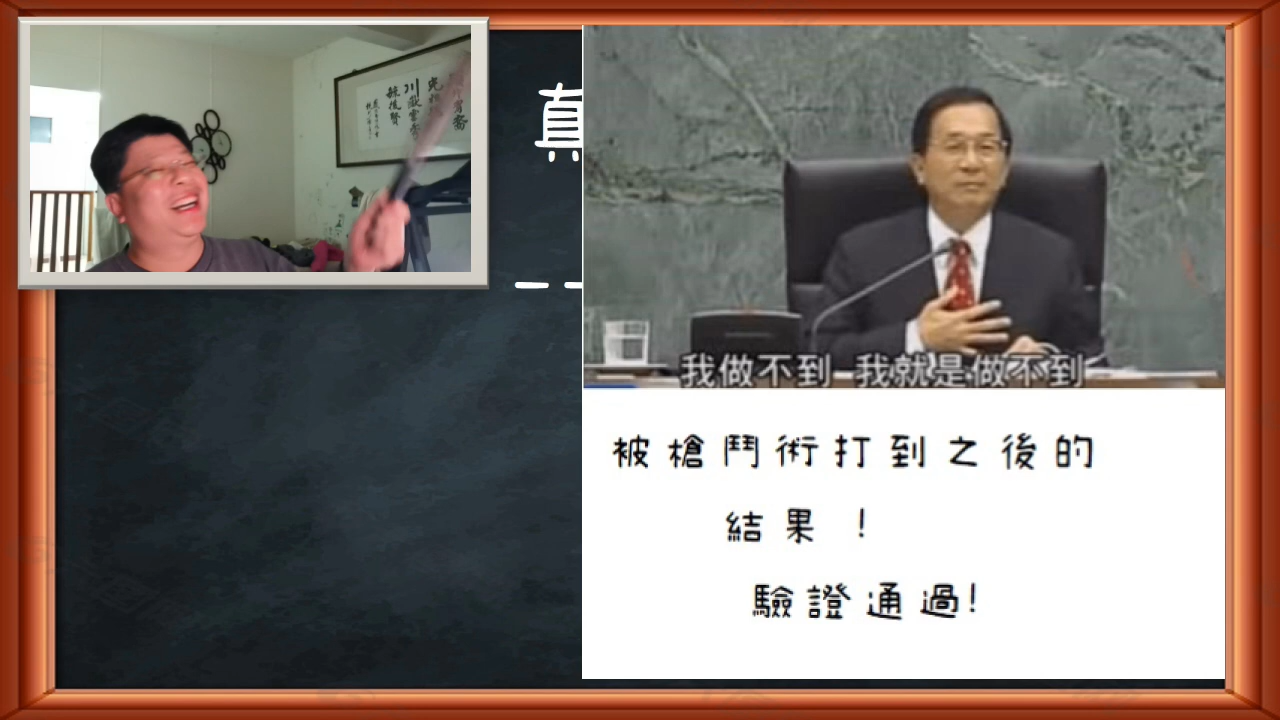 真
我做不到 我就是做不到
被槍鬥術打到之後的
結果！
驗證通過!